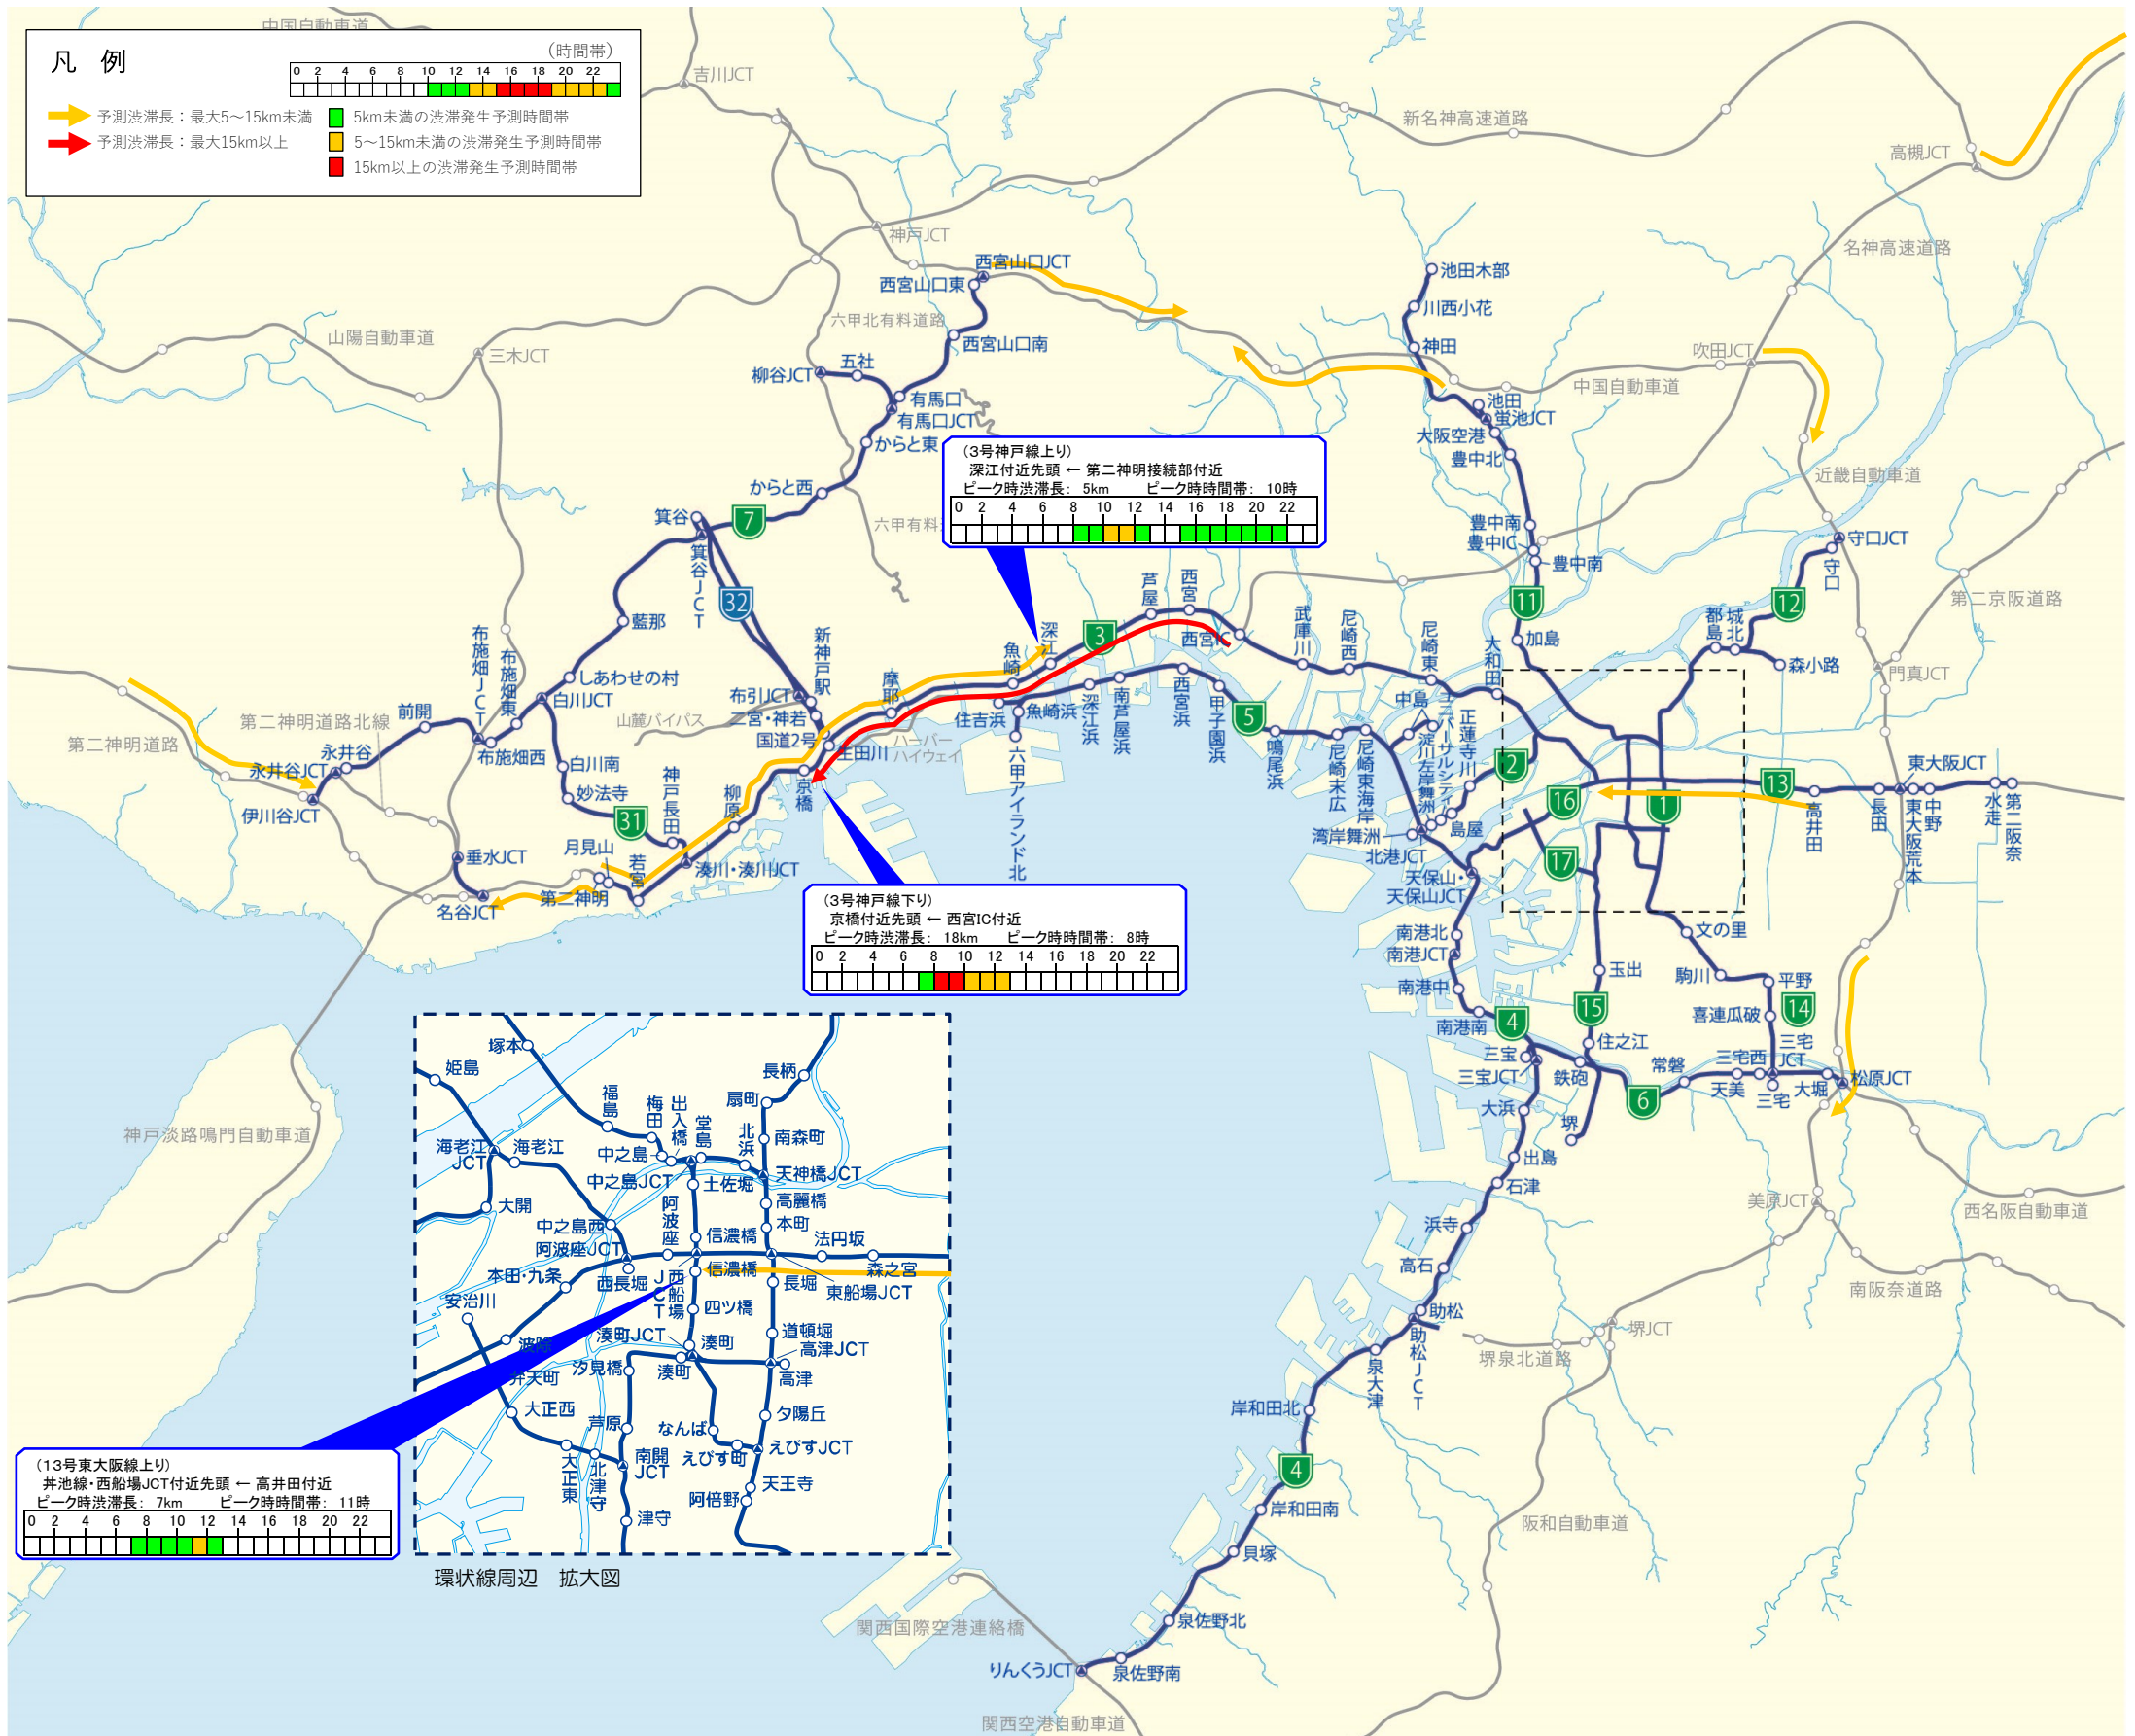 中国自動車道
凡 例
(時間帯)
0 2 4 6 8 10 12 14 16 18 20 22
予測渋滞長：最大5～15km未満
5km未満の渋滞発生予測時間帯
予測渋滞長：最大15km以上
5～15km未満の渋滞発生予測時間帯
15km以上の渋滞発生予測時間帯
吉川JCT
新名神高速道路
高槻JCT
名神高速道路
神戸JCT
西宮山口JCT
西宮山口東
六甲北有料道路
西宮山口南
山陽自動車道
三木JCT
柳谷JCT
五社
有馬口
有馬口JCT
からと東
からと西
六甲有料
池田木部
川西小花
神田
吹田JCT
中国自動車道
池田
蛍池JCT
大阪空港
豊中北
近畿自動車道
豊中南
豊中IC
豊中南
守口JCT
守口
第二京阪道路
(3号神戸線上り)
深江付近先頭 ← 第二神明接続部付近
ピーク時渋滞長： 5km ピーク時時間帯： 10時
0 2 4 6 8 10 12 14 16 18 20 22
箕谷
7
箕谷JCT
32
藍那
新神戸駅
布施畑JCT
布施畑東
しあわせの村
白川JCT
布引JCT
二宮・神若
国道2号
生田川
山麓バイパス
ハーバー
ハイウェイ
摩耶
魚崎
深江
3
芦屋
西宮
西宮IC
武庫川
尼崎西
尼崎東
大和田
加島
11
都島
城北
12
森小路
門真JCT
第二神明道路
第二神明道路北線
前開
永井谷
永井谷JCT
伊川谷JCT
布施畑西
白川南
妙法寺
31
神戸長田
柳原
京橋
月見山
若宮
湊川・湊川JCT
第二神明
垂水JCT
名谷JCT
住吉浜
魚崎浜
六甲アイランド北
深江浜
南芦屋浜
西宮浜
甲子園浜
5
鳴尾浜
尼崎末広
尼崎東海岸
中島
淀川左岸舞洲
ユニバーサルシティ
正蓮寺川
2
島屋
湾岸舞洲
北港JCT
天保山・
天保山JCT
16
1
13
17
高井田
長田
東大阪JCT
東大阪荒本
中野
水走
第二阪奈
(3号神戸線下り)
京橋付近先頭 ← 西宮IC付近
ピーク時渋滞長： 18km ピーク時時間帯： 8時
0 2 4 6 8 10 12 14 16 18 20 22
南港北
南港JCT
南港中
南港南
4
三宝
三宝JCT
玉出
15
住之江
鉄砲
文の里
駒川
平野
喜連瓜破
14
三宅
JCT
三宅西
常磐
6
天美
三宅
大堀
松原JCT
大浜
堺
出島
石津
浜寺
高石
助松
助松JCT
泉大津
美原JCT
西名阪自動車道
南阪奈道路
堺JCT
堺泉北道路
岸和田北
4
岸和田南
貝塚
阪和自動車道
泉佐野北
泉佐野南
りんくうJCT
関西国際空港連絡橋
関西空港自動車道
神戸淡路鳴門自動車道
塚本
姫島
長柄
扇町
福島
梅田
出入橋
堂島
北浜
南森町
海老江
JCT
海老江
中之島
中之島JCT
土佐堀
天神橋JCT
高麗橋
大開
中之島西
阿波座
信濃橋
本町
法円坂
阿波座JCT
西長堀
西船場JCT
信濃橋
森之宮
本田・九条
長堀
東船場JCT
安治川
四ツ橋
波除
湊町JCT
湊町
道頓堀
高津JCT
弁天町
汐見橋
湊町
高津
大正西
芦原
なんば
夕陽丘
えびす町
えびすJCT
大正東
北津守
南開
JCT
天王寺
阿倍野
津守
環状線周辺 拡大図
(13号東大阪線上り)
丼池線・西船場JCT付近先頭 ← 高井田付近
ピーク時渋滞長： 7km ピーク時時間帯： 11時
0 2 4 6 8 10 12 14 16 18 20 22